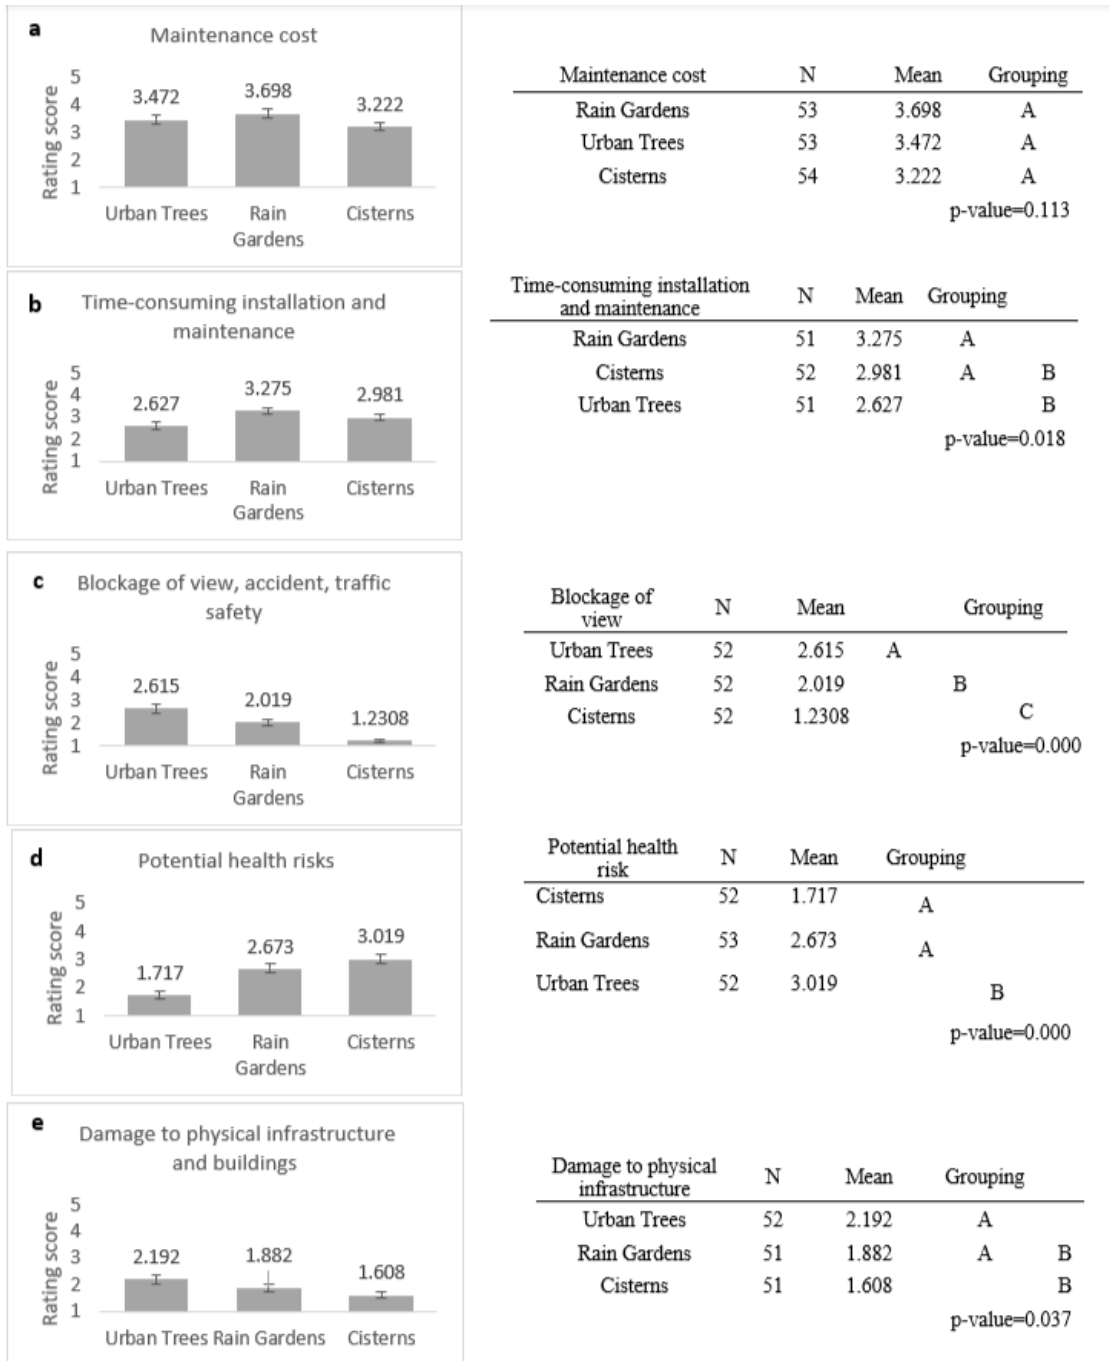 a
Maintenance cost
Rating score
5
4
3
2
1
3.472
3.698
3.222
Urban Trees
Rain
Gardens
Cisterns
Maintenance cost N Mean Grouping
Rain Gardens 53 3.698 A
Urban Trees 53 3.472 A
Cisterns 54 3.222 A
p-value=0.113
b
Time-consuming installation and
maintenance
Rating score
5
4
3
2
1
2.627
3.275
2.981
Urban Trees
Rain
Gardens
Cisterns
Time-consuming installation
and maintenance
N Mean Grouping
Rain Gardens 51 3.275 A
Cisterns 52 2.981 A B
Urban Trees 51 2.627 B
p-value=0.018
c
Blockage of view, accident, traffic
safety
Rating score
5
4
3
2
1
2.615
2.019
1.2308
Urban Trees
Rain
Gardens
Cisterns
Blockage of
view
N Mean Grouping
Urban Trees 52 2.615 A
Rain Gardens 52 2.019 B
Cisterns 52 1.2308 C
p-value=0.000
d
Potential health risks
Rating score
5
4
3
2
1
1.717
2.673
3.019
Urban Trees
Rain
Gardens
Cisterns
Potential health
risk
N Mean Grouping
Cisterns 52 1.717 A
Rain Gardens 53 2.673 A
Urban Trees 52 3.019 B
p-value=0.000
e
Damage to physical infrastructure
and buildings
Rating score
5
4
3
2
1
2.192
1.882
1.608
Urban Trees
Rain Gardens
Cisterns
Damage to physical
infrastructure
N Mean Grouping
Urban Trees 52 2.192 A
Rain Gardens 51 1.882 A B
Cisterns 51 1.608 B
p-value=0.037